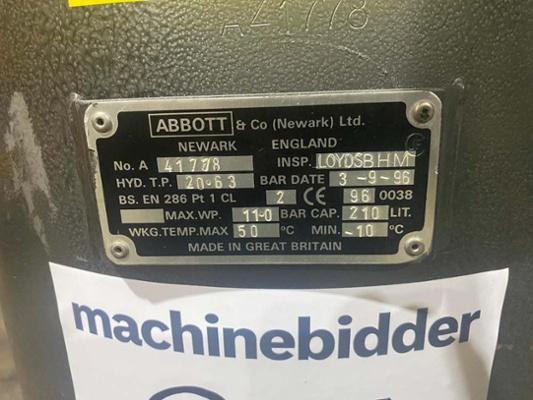 A41778
ABBOTT & Co (Newark) Ltd.
NEWARK ENGLAND
No. A 41778 INSP. LOYDSBHM
HYD. T.P. 20·63 BAR DATE 3-9-96
BS. EN 286 Pt 1 CL 2 CE 96 0038
MAX.WP. 11·0 BAR CAP. 210 LIT.
WKG.TEMP.MAX 50 °C MIN. -10 °C
MADE IN GREAT BRITAIN
machinebidder